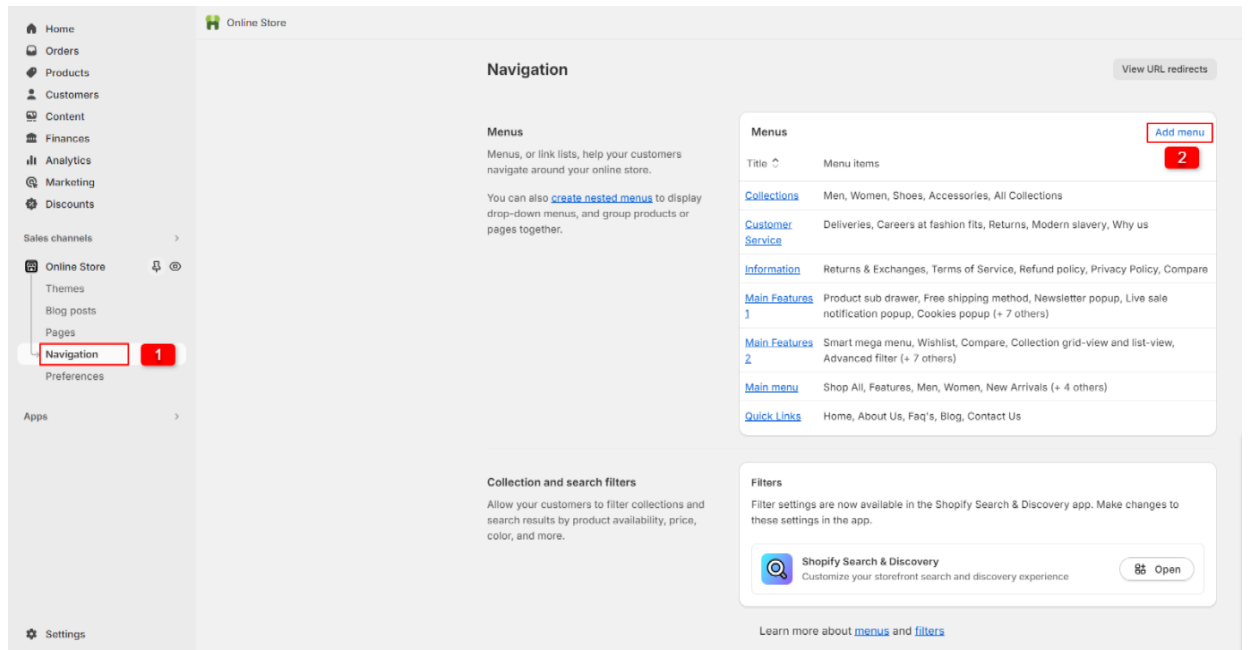 Home
Orders
Products
Customers
Content
Finances
Analytics
Marketing
Discounts
Sales channels
Online Store
Themes
Blog posts
Pages
Navigation
1
Preferences
Apps
Settings
Online Store
Navigation
View URL redirects
Menus
Menus, or link lists, help your customers
navigate around your online store.
You can also create nested menus to display
drop-down menus, and group products or
pages together.
Menus
Add menu
2
Title
Menu items
Collections
Men, Women, Shoes, Accessories, All Collections
Customer
Service
Deliveries, Careers at fashion fits, Returns, Modern slavery, Why us
Information
Returns & Exchanges, Terms of Service, Refund policy, Privacy Policy, Compare
Main Features
1
Product sub drawer, Free shipping method, Newsletter popup, Live sale
notification popup, Cookies popup (+ 7 others)
Main Features
2
Smart mega menu, Wishlist, Compare, Collection grid-view and list-view,
Advanced filter (+ 7 others)
Main menu
Shop All, Features, Men, Women, New Arrivals (+ 4 others)
Quick Links
Home, About Us, Faq's, Blog, Contact Us
Collection and search filters
Allow your customers to filter collections and
search results by product availability, price,
color, and more.
Filters
Filter settings are now available in the Shopify Search & Discovery app. Make changes to
these settings in the app.
Shopify Search & Discovery
Customize your storefront search and discovery experience
Open
Learn more about menus and filters